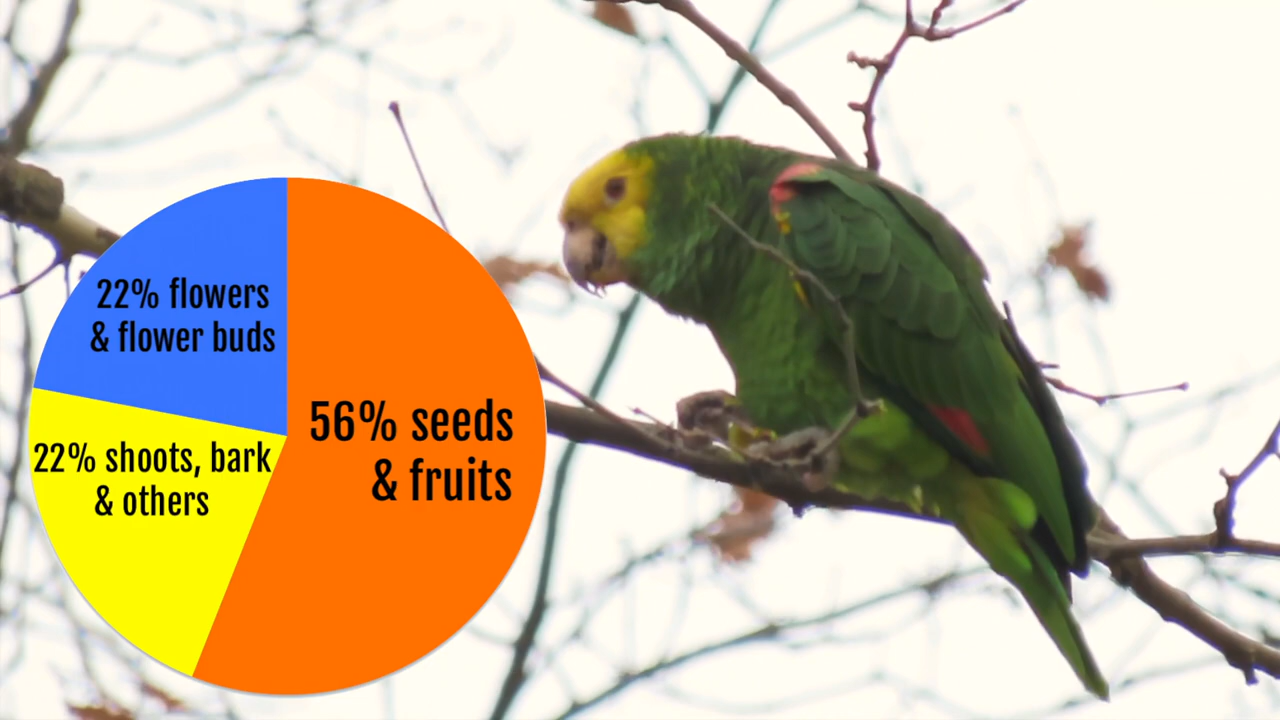 22% flowers
& flower buds
56% seeds
& fruits
22% shoots, bark
& others